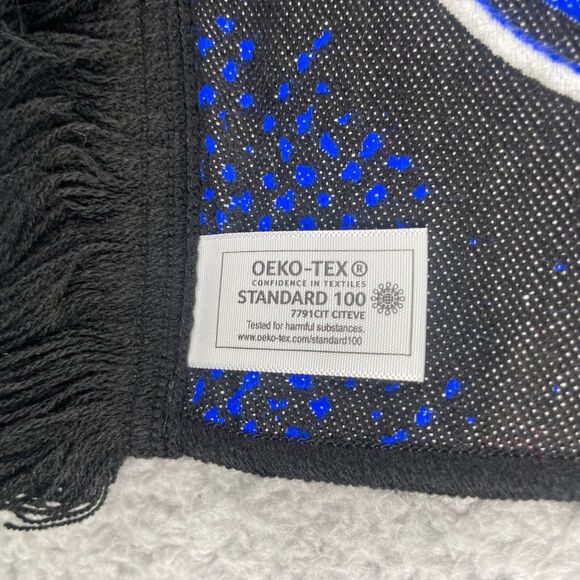 OEKO-TEX®
CONFIDENCE IN TEXTILES
STANDARD 100
7791CIT CITEVE
Tested for harmful substances.
www.oeko-tex.com/standard100